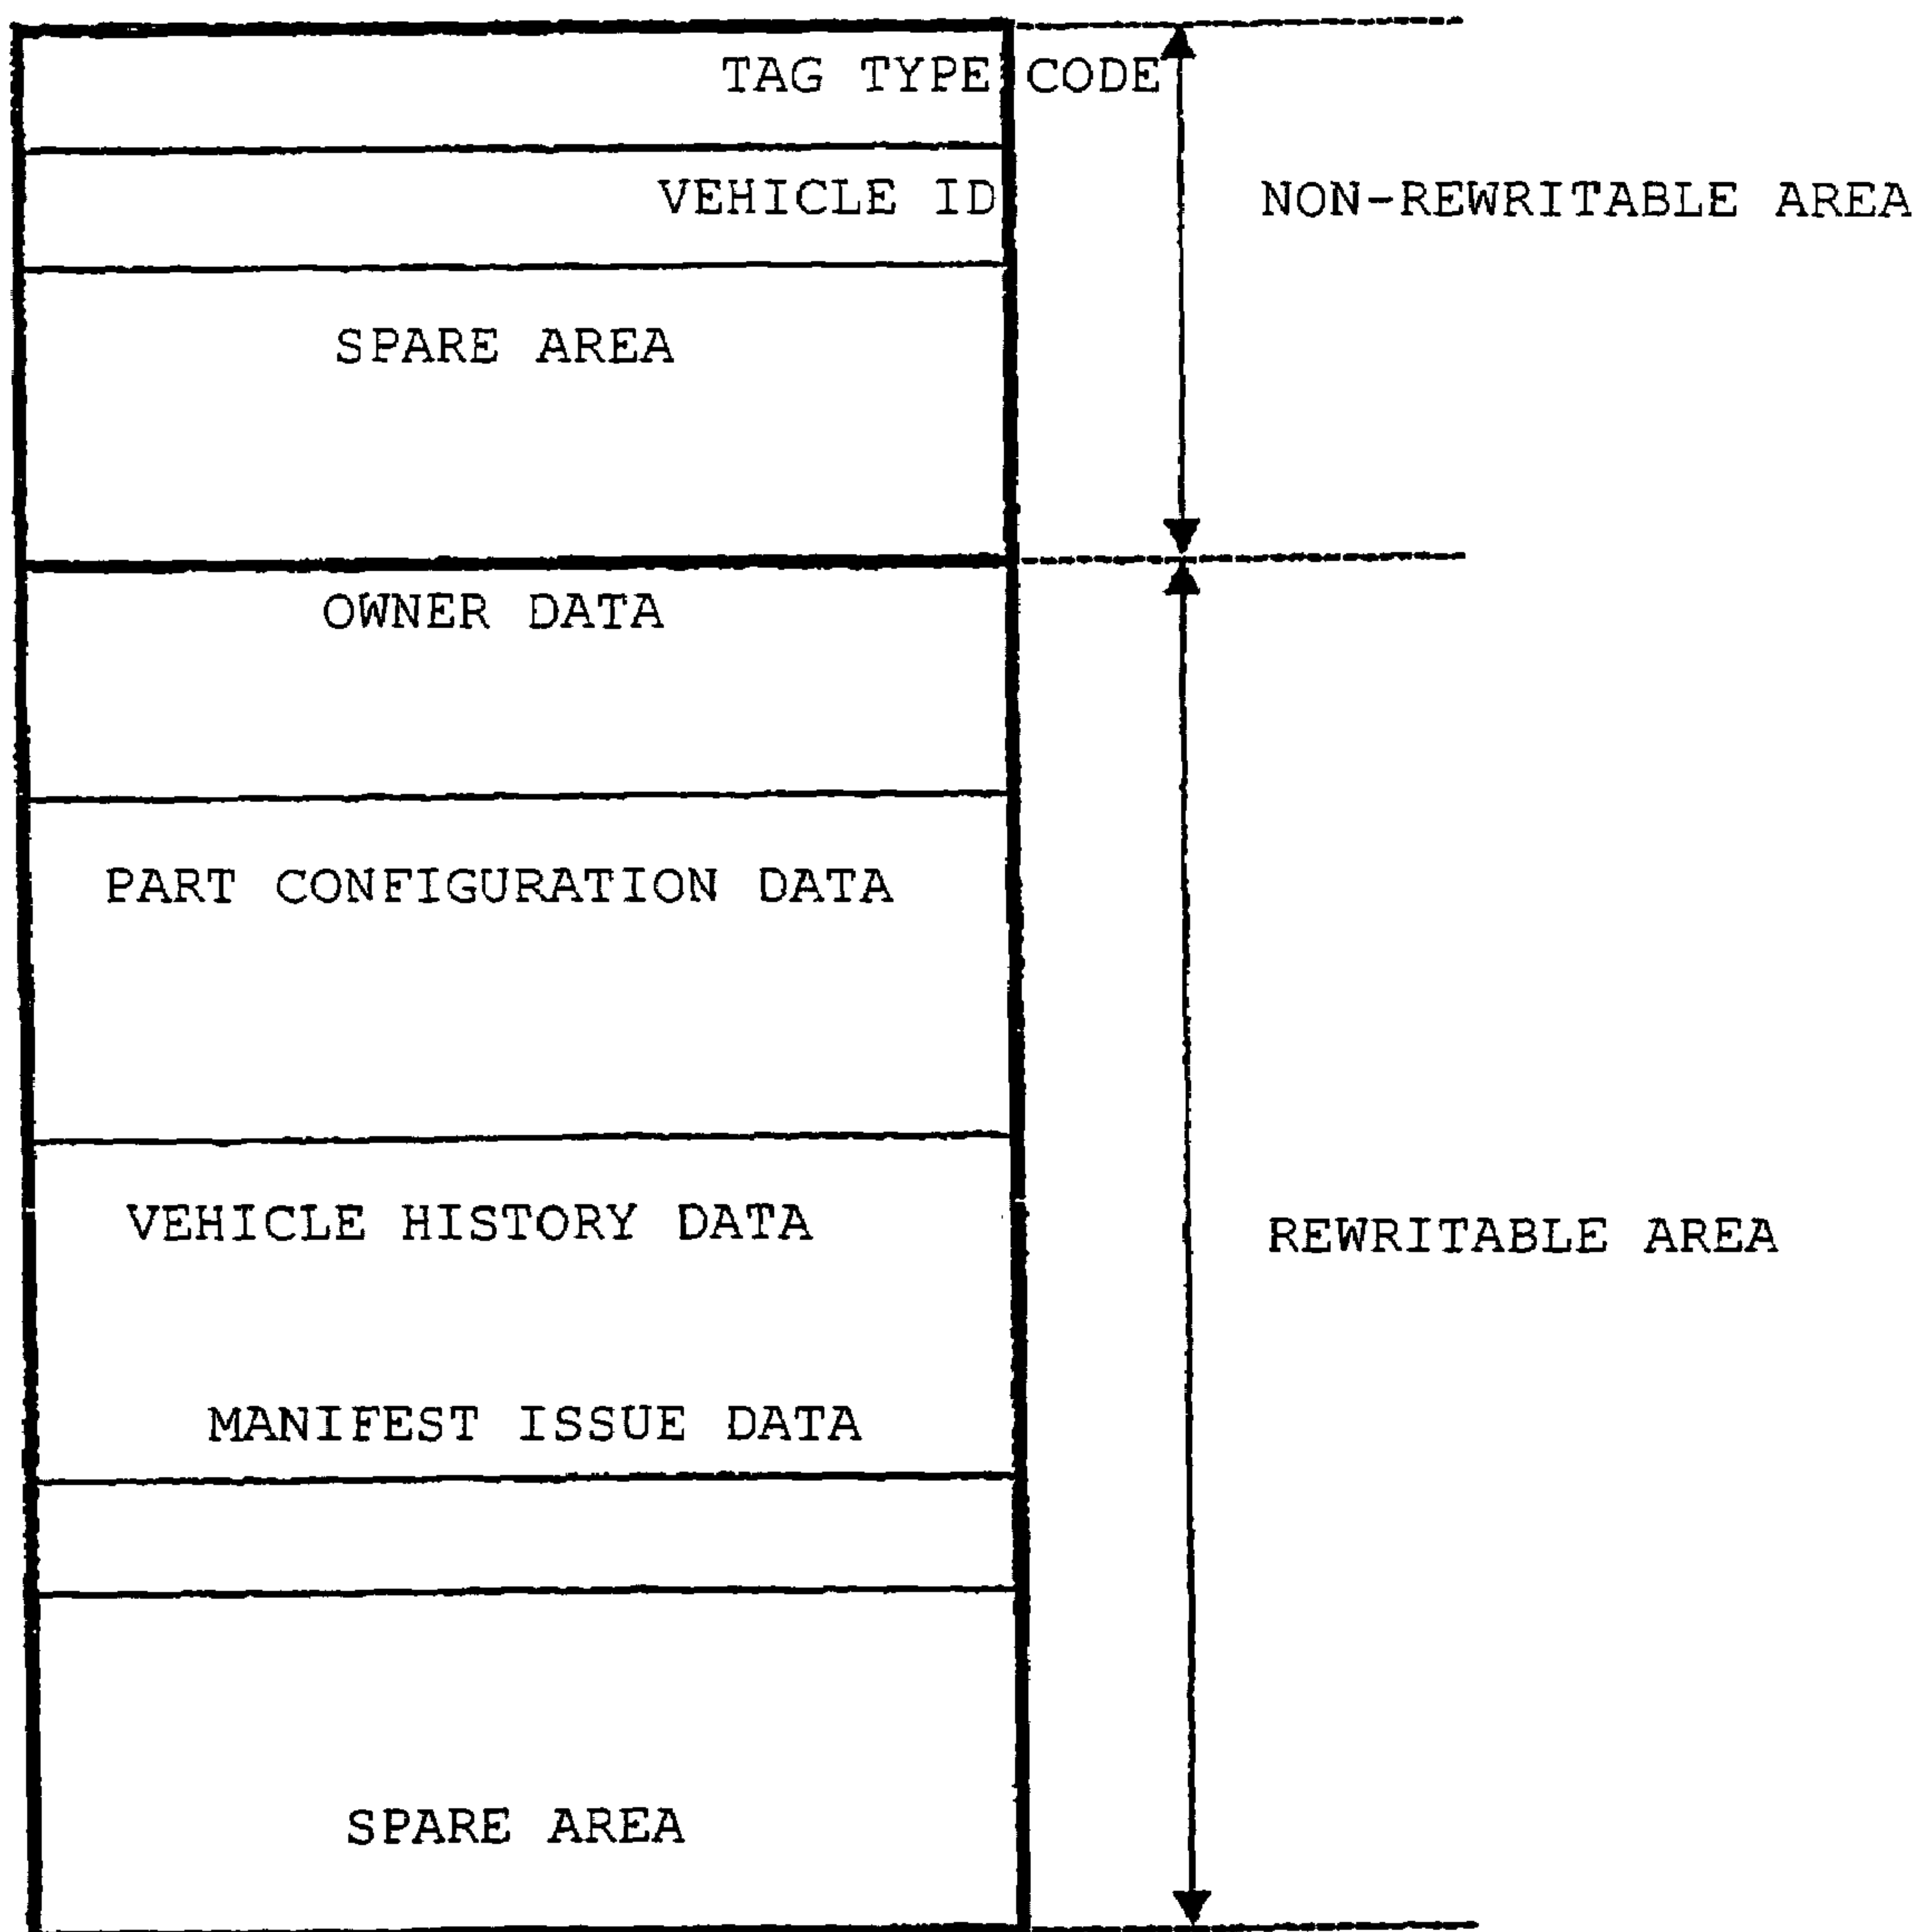 TAG TYPE CODE
VEHICLE ID
NON-REWRITABLE AREA
SPARE AREA
OWNER DATA
PART CONFIGURATION DATA
VEHICLE HISTORY DATA
REWRITABLE AREA
MANIFEST ISSUE DATA
SPARE AREA